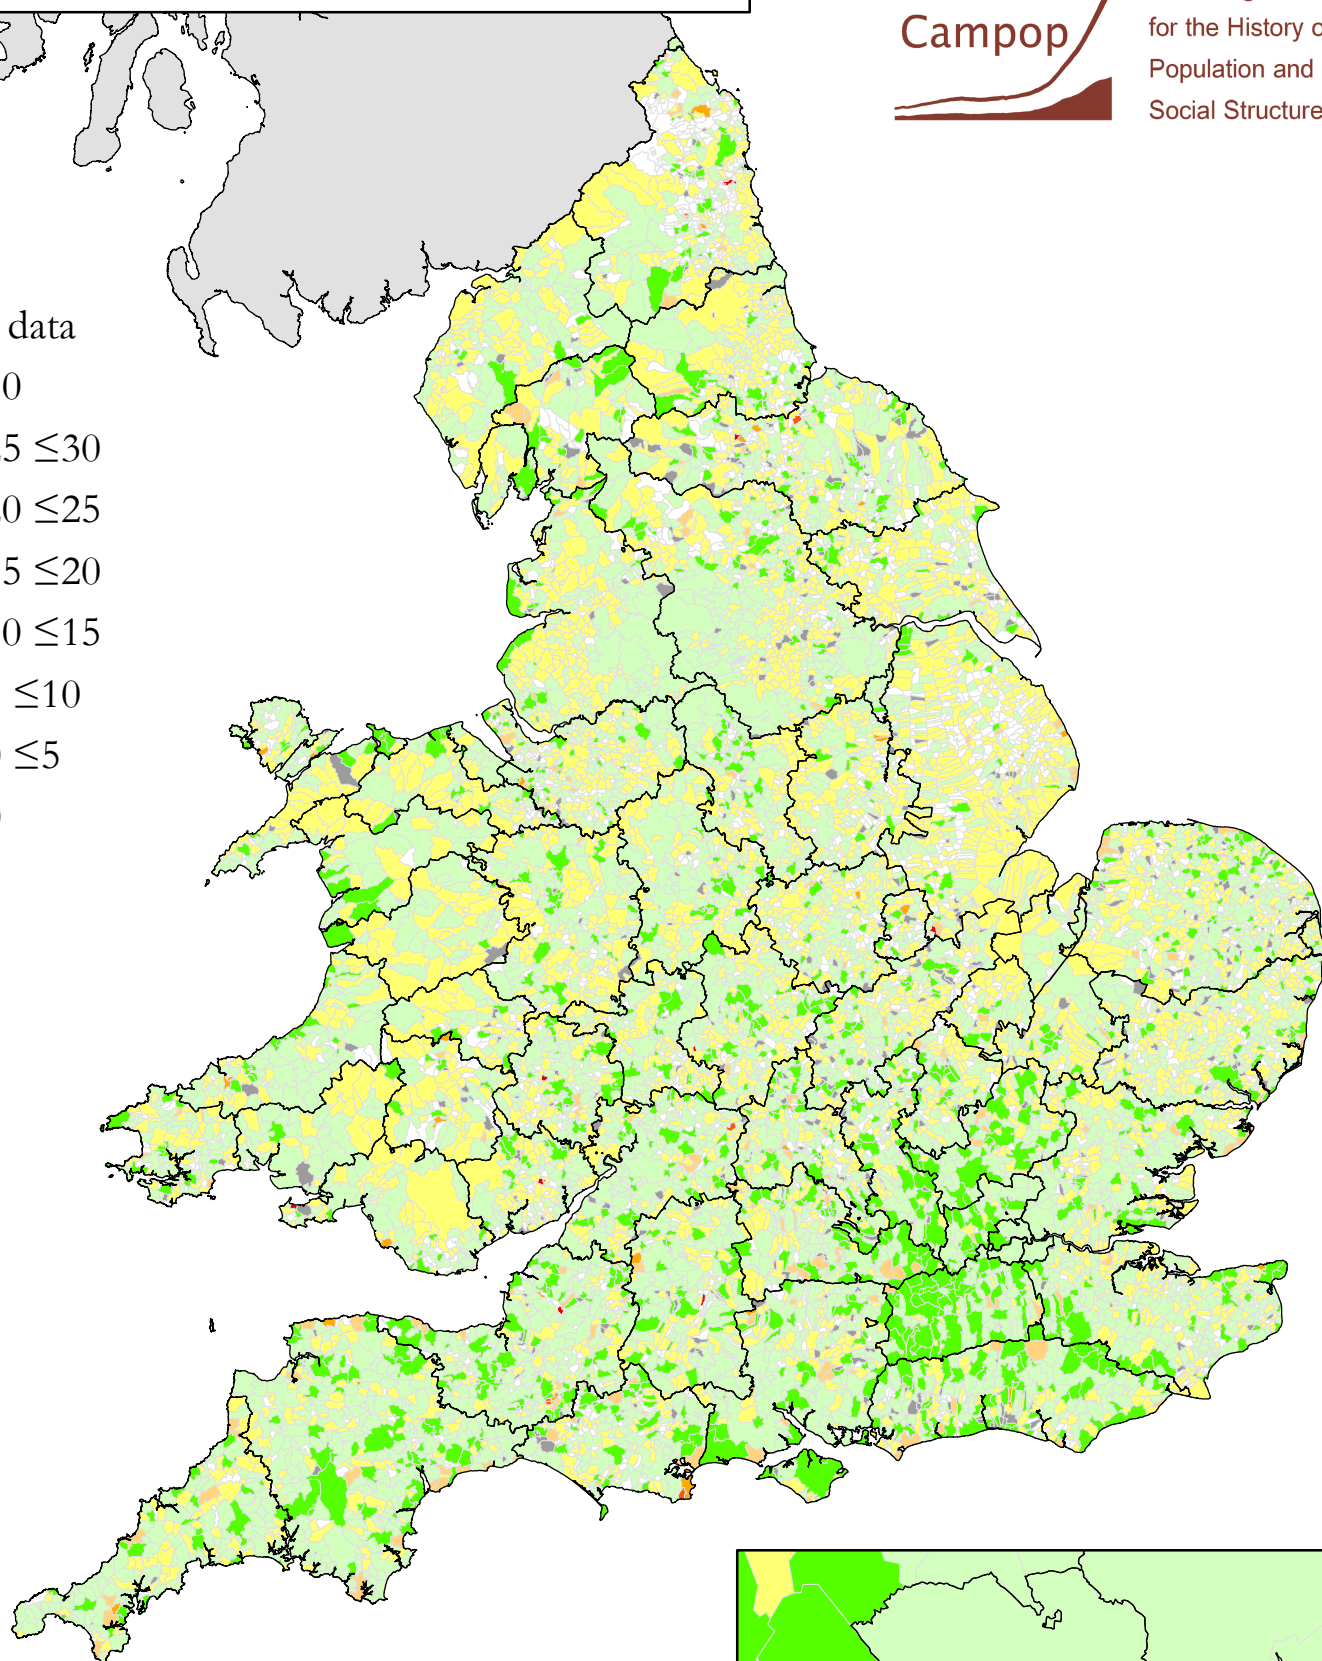 Campop
for the History o
Population and
Social Structure
data
0
5 ≤30
0 ≤25
5 ≤20
0 ≤15
≤10
≤5